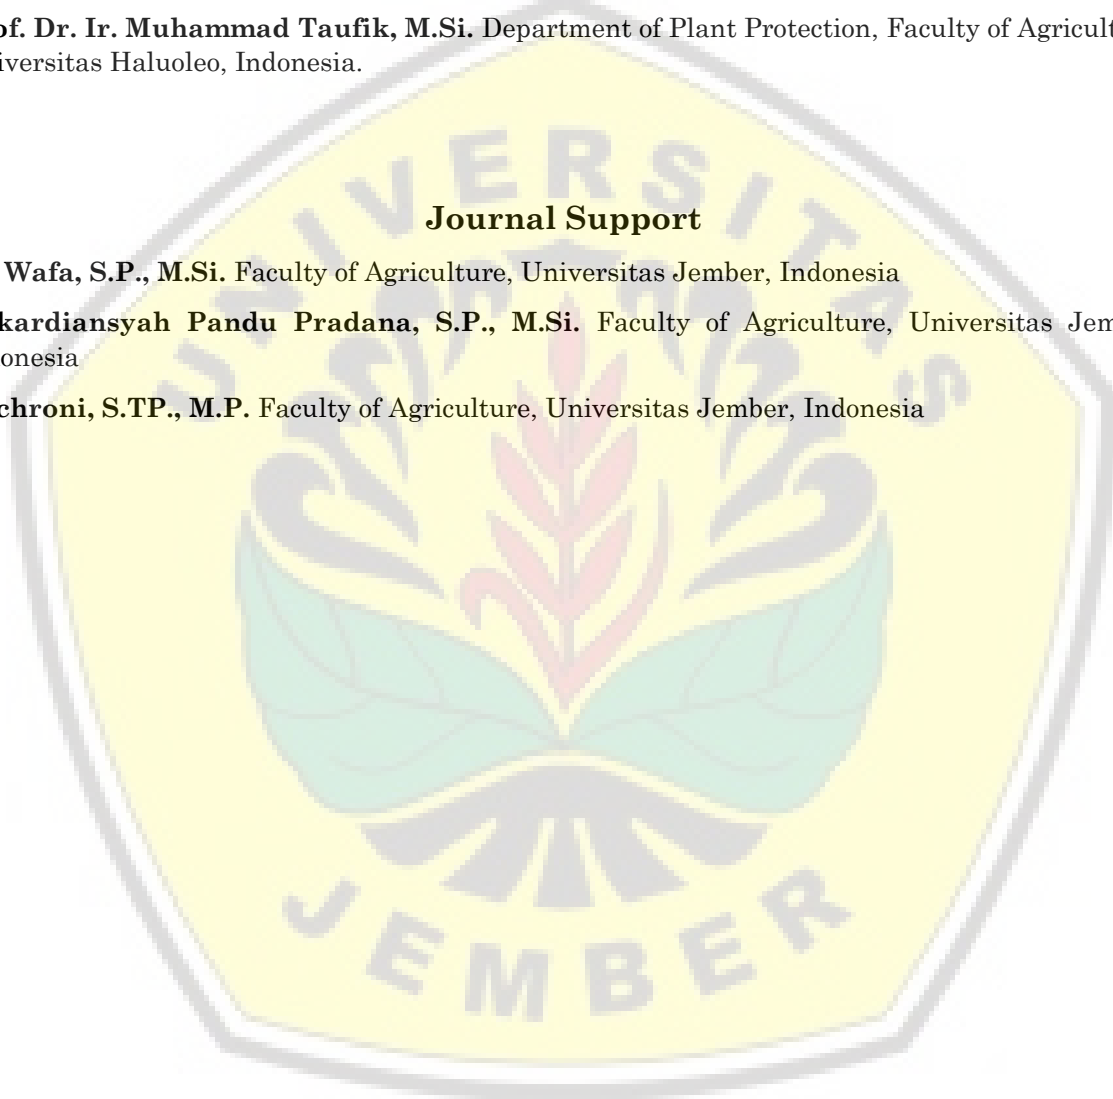 of. Dr. Ir. Muhammad Taufik, M.Si. Department of Plant Protection, Faculty of Agricult
iversitas Haluoleo, Indonesia.
UNIVERSITAS
Journal Support
Wafa, S.P., M.Si. Faculty of Agriculture, Universitas Jember, Indonesia
kardiansyah Pandu Pradana, S.P., M.Si. Faculty of Agriculture, Universitas Jem
onesia
chroni, S.TP., M.P. Faculty of Agriculture, Universitas Jember, Indonesia
JEMBER